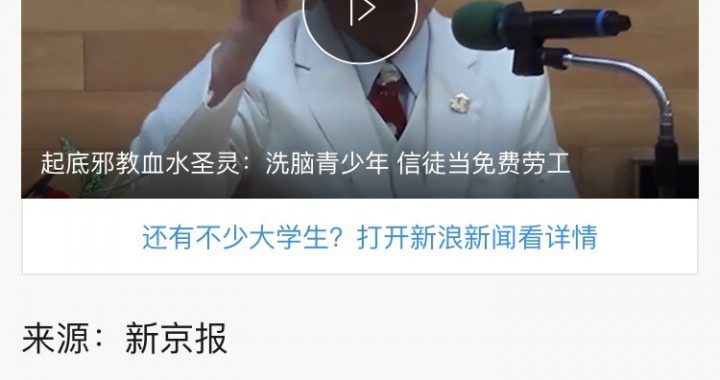 起底邪教血水圣灵：洗脑青少年 信徒当免费劳工
还有不少大学生？打开新浪新闻看详情
来源：新京报